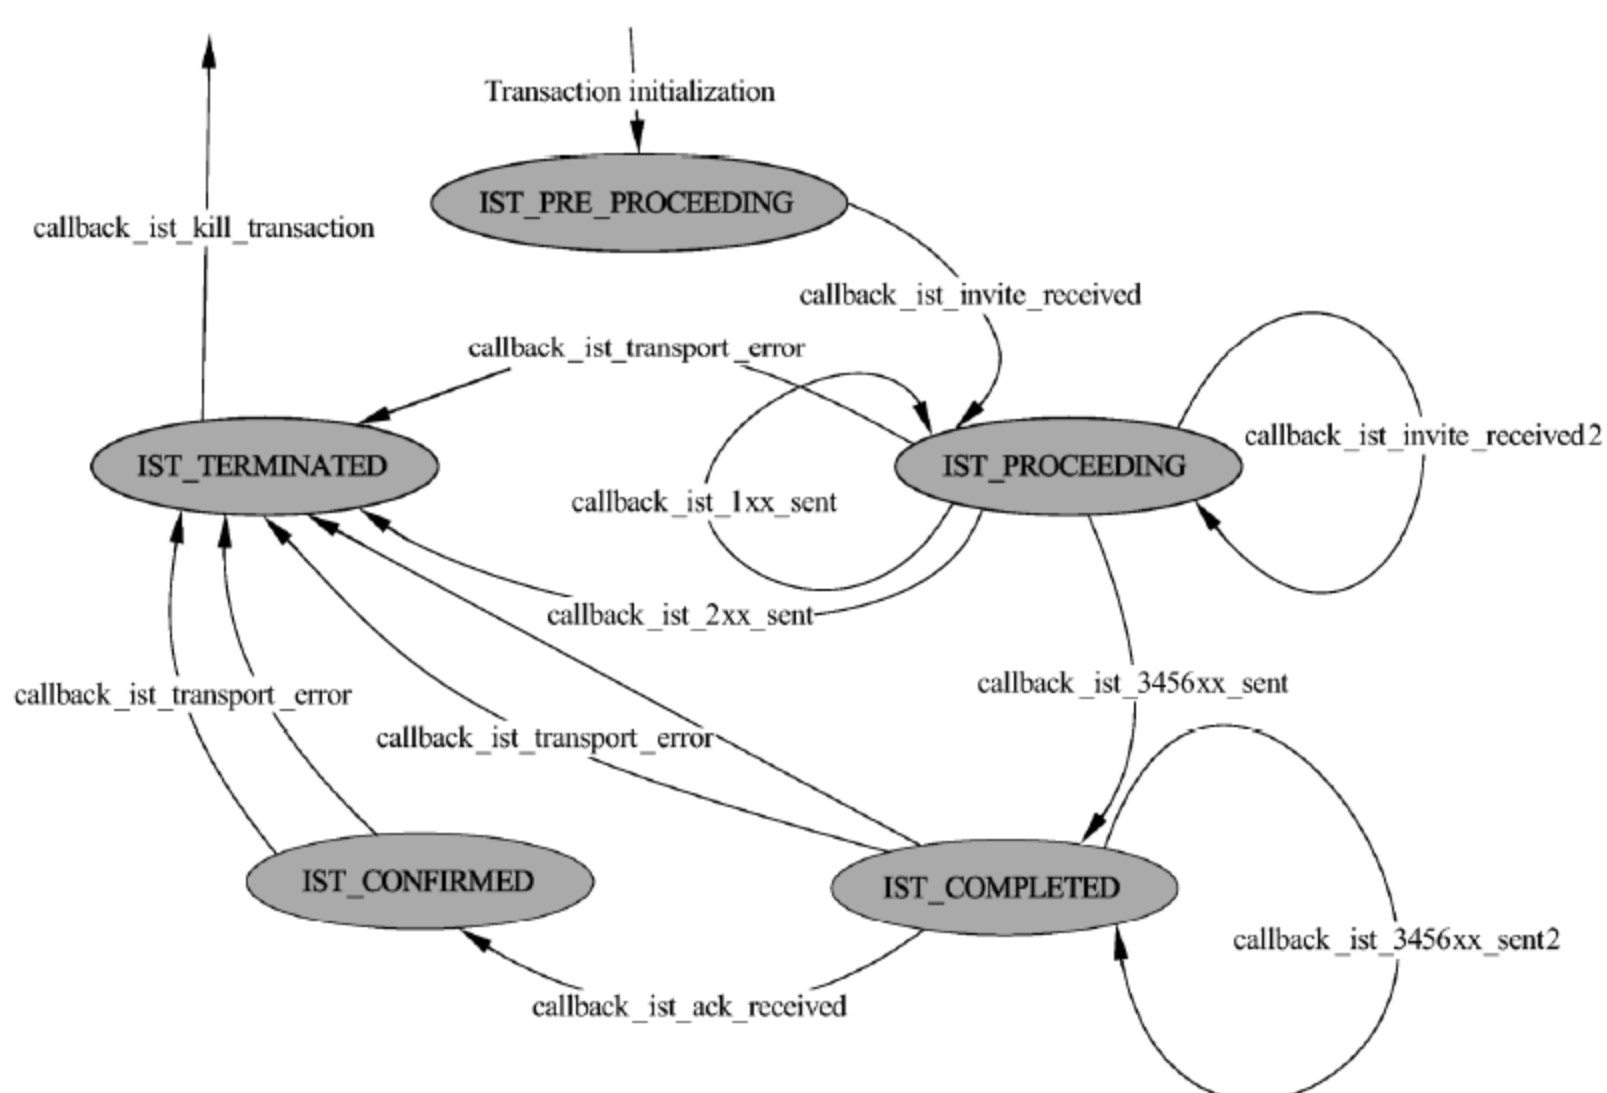 Transaction initialization
IST_PRE_PROCEEDING
callback_ist_kill_transaction
callback_ist_invite_received
callback_ist_transport_error
callback_ist_invite_received2
IST_TERMINATED
IST_PROCEEDING
callback_ist_1xx_sent
callback_ist_2xx_sent
callback_ist_3456xx_sent
callback_ist_transport_error
callback_ist_transport_error
IST_CONFIRMED
IST_COMPLETED
callback_ist_3456xx_sent2
callback_ist_ack_received